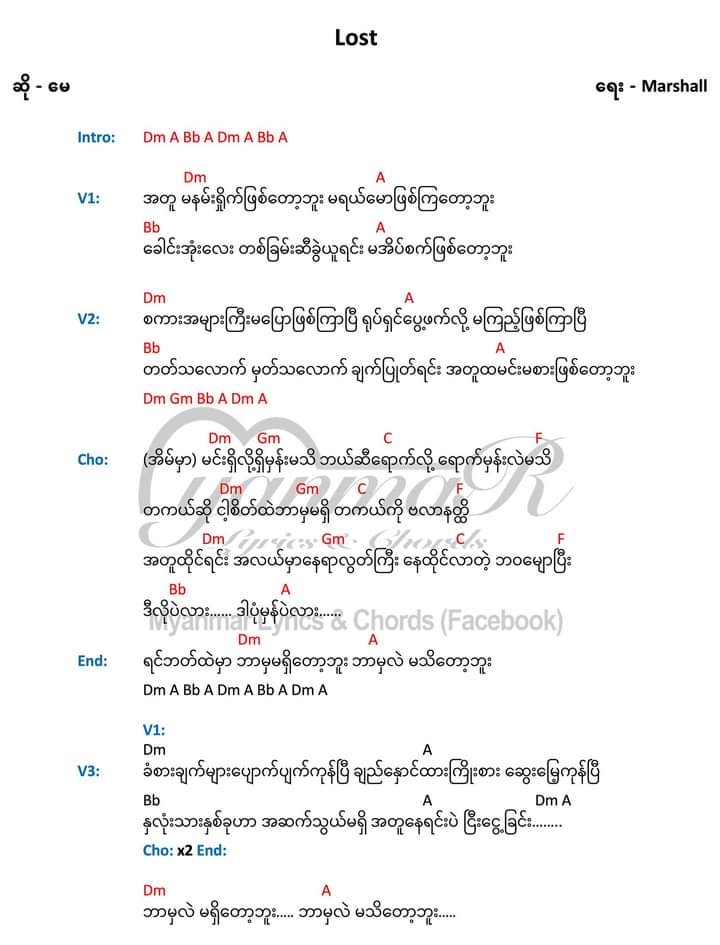 Lost
ဆို - မေ ရေး - Marshall
Intro: Dm A Bb A Dm A Bb A
Dm A
V1: အတူ မနမ်းရှိုက်ဖြစ်တော့ဘူး မရယ်မောဖြစ်ကြတော့ဘူး
Bb A
ခေါင်းအုံးလေး တစ်ခြမ်းဆီခွဲယူရင်း မအိပ်စက်ဖြစ်တော့ဘူး
Dm A
V2: စကားအများကြီးမပြောဖြစ်ကြာပြီ ရုပ်ရှင်ပွေ့ဖက်လို့ မကြည့်ဖြစ်ကြာပြီ
Bb A
တတ်သလောက် မှတ်သလောက် ချက်ပြုတ်ရင်း အတူထမင်းမစားဖြစ်တော့ဘူး
Dm Gm Bb A Dm A
Dm Gm C F
Cho: (အိမ်မှာ) မင်းရှိလို့ရှိမှန်းမသိ ဘယ်ဆီရောက်လို့ ရောက်မှန်းလဲမသိ
Dm Gm C F
တကယ်ဆို ငါ့စိတ်ထဲဘာမှမရှိ တကယ်ကို ဗလာနတ္ထိ
Dm Gm C F
အတူထိုင်ရင်း အလယ်မှာနေရာလွတ်ကြီး နေထိုင်လာတဲ့ ဘဝမျောပြီး
Bb A
ဒီလိုပဲလား...... ဒါပုံမှန်ပဲလား......
MyanmaR Lyrics & Chords
Myanmar Lyrics & Chords (Facebook)
Dm A
End: ရင်ဘတ်ထဲမှာ ဘာမှမရှိတော့ဘူး ဘာမှလဲ မသိတော့ဘူး
Dm A Bb A Dm A Bb A Dm A
V1:
Dm A
V3: ခံစားချက်များပျောက်ပျက်ကုန်ပြီ ချည်နှောင်ထားကြိုးစား ဆွေးမြေ့ကုန်ပြီ
Bb A Dm A
နှလုံးသားနှစ်ခုဟာ အဆက်သွယ်မရှိ အတူနေရင်းပဲ ငြီးငွေ့ခြင်း........
Cho: x2 End:
Dm A
ဘာမှလဲ မရှိတော့ဘူး..... ဘာမှလဲ မသိတော့ဘူး.....